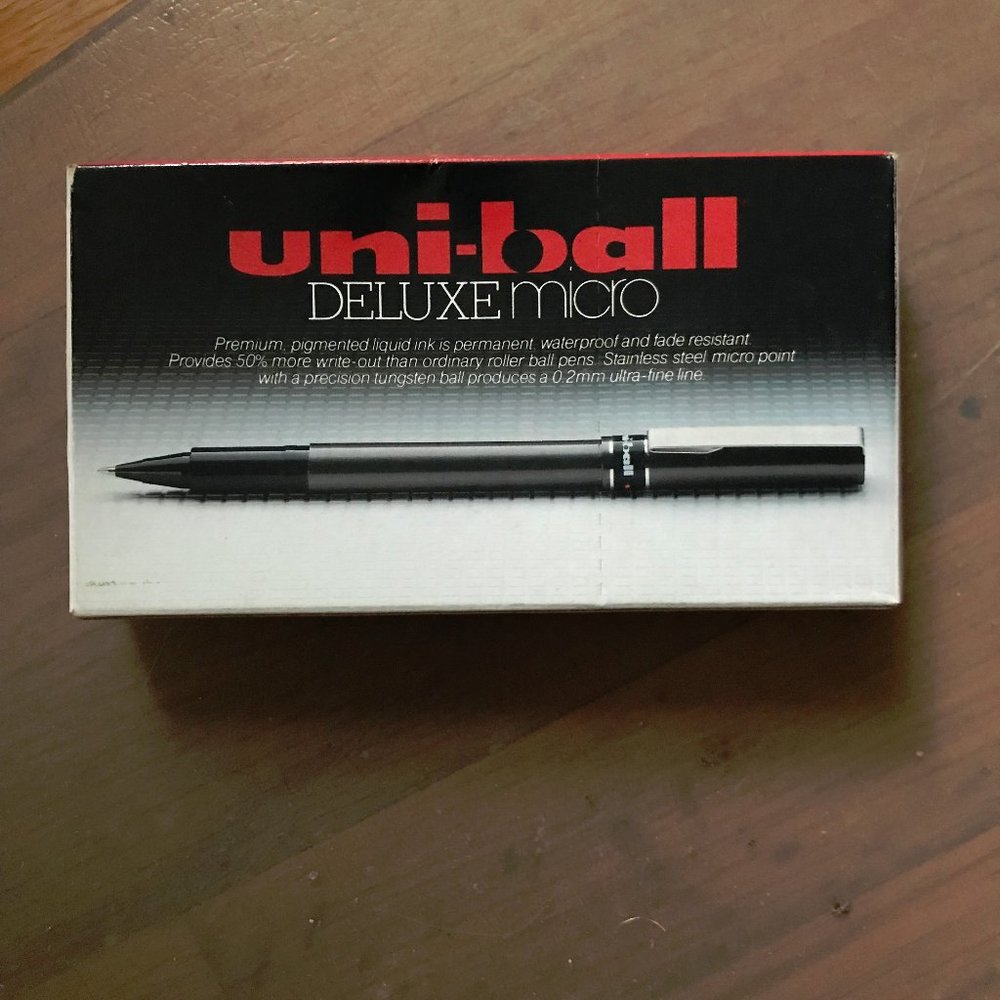 uni-ball
DELUXE micro
Premium, pigmented liquid ink is permanent, waterproof and fade resistant.
Provides 50% more write-out than ordinary roller ball pens. Stainless steel micro point
with a precision tungsten ball produces a 0.2mm ultra-fine line.
uni-ball